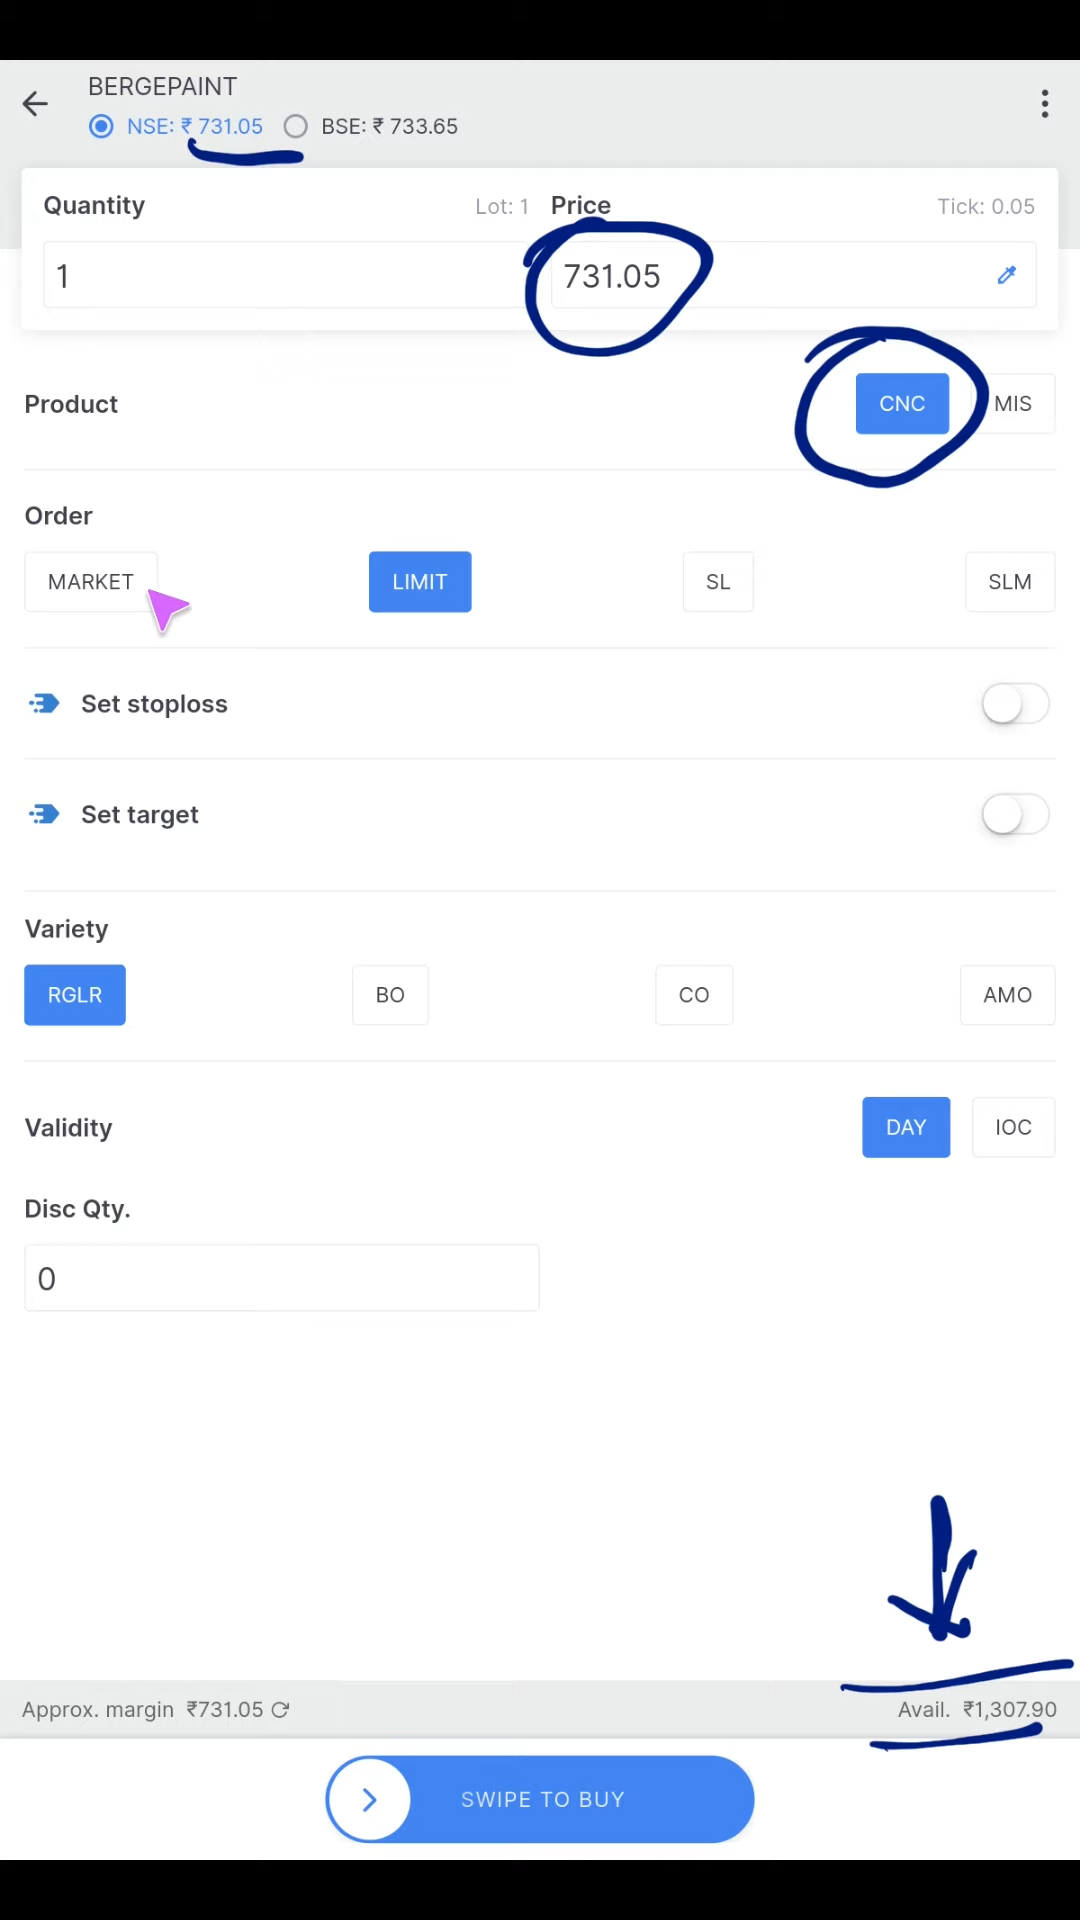 BERGEPAINT
NSE: ₹ 731.05 BSE: ₹ 733.65
Quantity Lot: 1 Price Tick: 0.05
1 731.05
Product CNC MIS
Order
MARKET LIMIT SL SLM
Set stoploss
Set target
Variety
RGLR BO CO AMO
Validity DAY IOC
Disc Qty.
0
Approx. margin ₹731.05 Avail. ₹1,307.90
SWIPE TO BUY